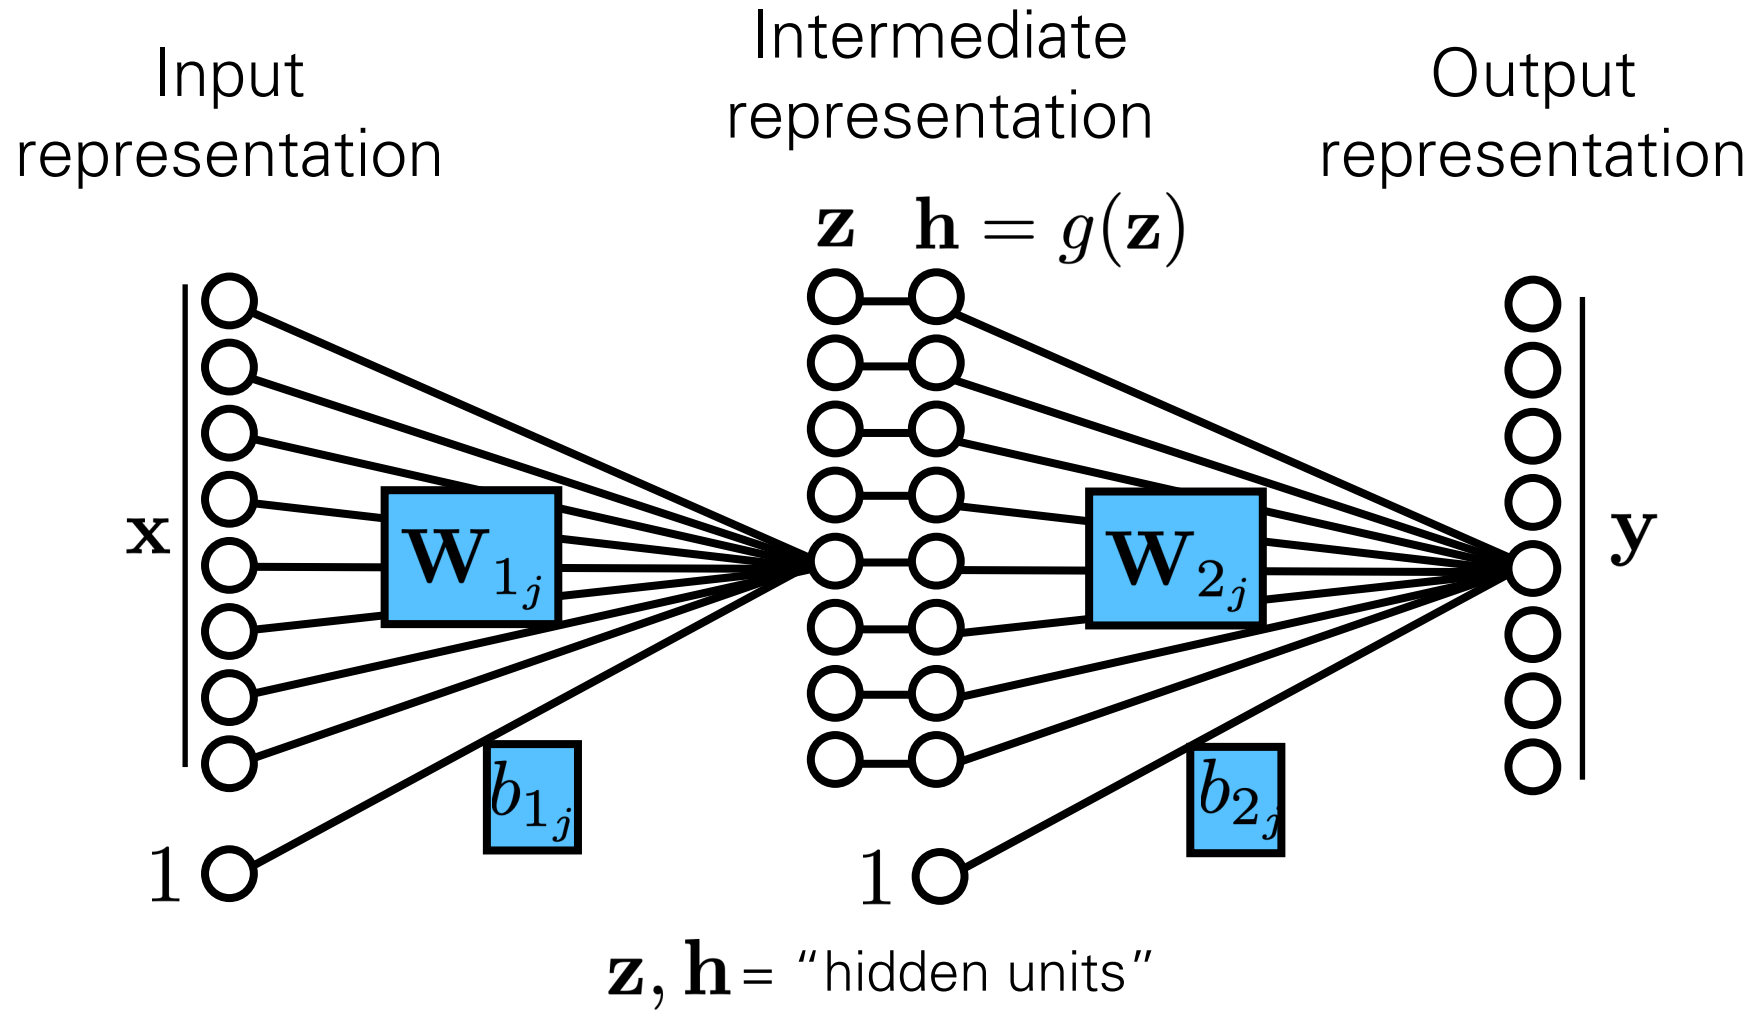 Input
representation
Intermediate
representation
Output
representation
z h = g(z)
x
W₁ⱼ
W₂ⱼ
y
b₁ⱼ
b₂ⱼ
1
1
z, h = “hidden units”